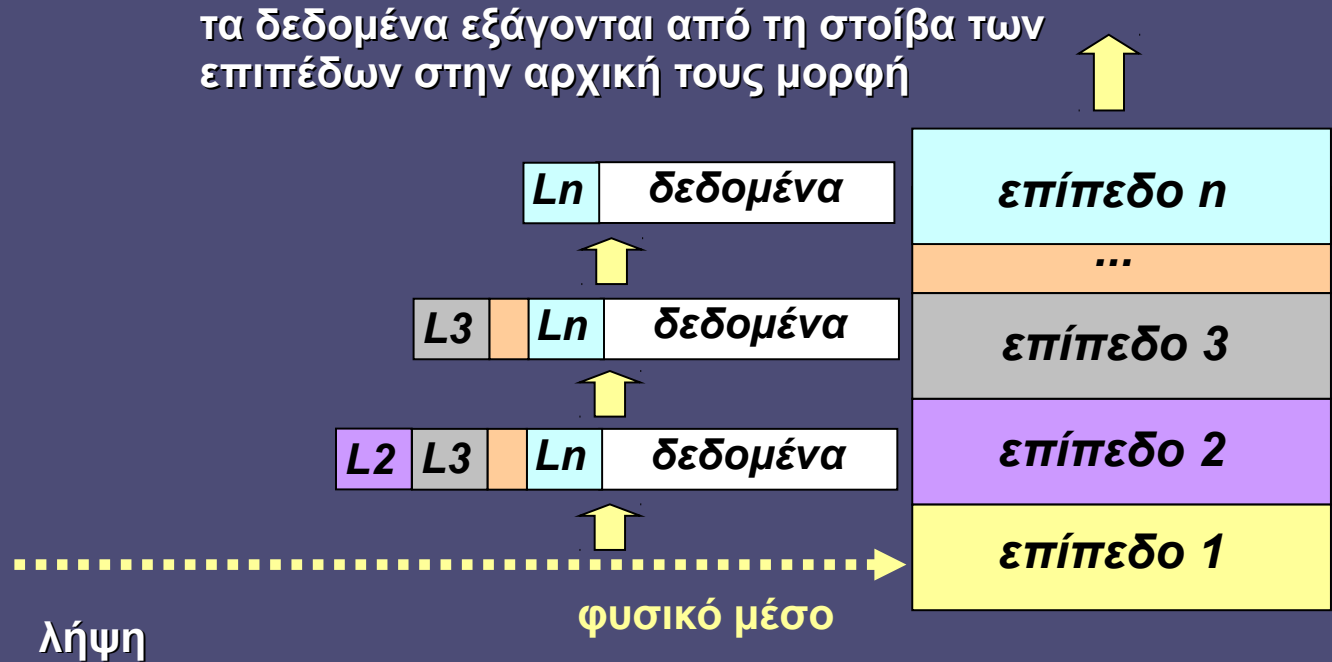 τα δεδομένα εξάγονται από τη στοίβα των
επιπέδων στην αρχική τους μορφή
Ln δεδομένα επίπεδο n
...
L3 Ln δεδομένα επίπεδο 3
L2 L3 Ln δεδομένα επίπεδο 2
επίπεδο 1
φυσικό μέσο
λήψη